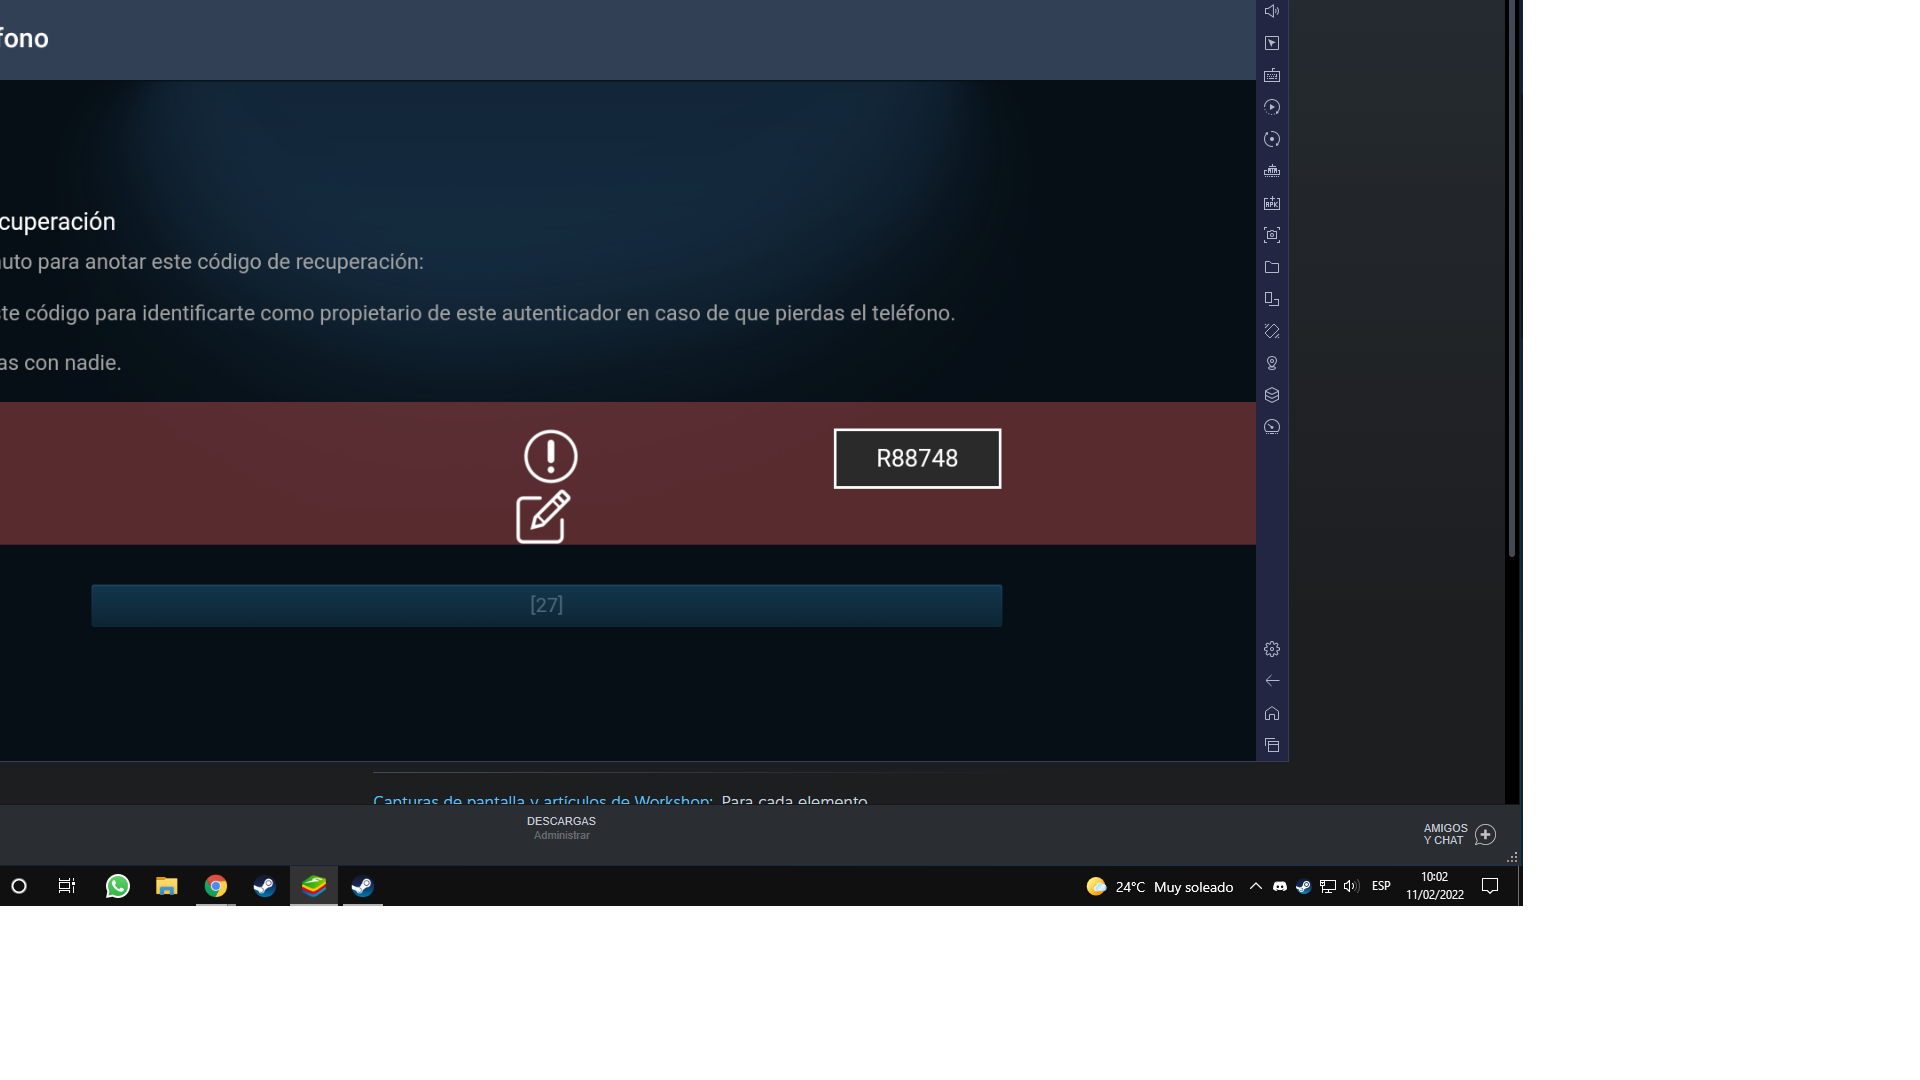 fono
cuperación
uto para anotar este código de recuperación:
te código para identificarte como propietario de este autenticador en caso de que pierdas el teléfono.
as con nadie.
R88748
[27]
Capturas de pantalla y artículos de Workshop: Para cada elemento
DESCARGAS
Administrar
AMIGOS
Y CHAT
24°C Muy soleado
ESP
10:02
11/02/2022
APK